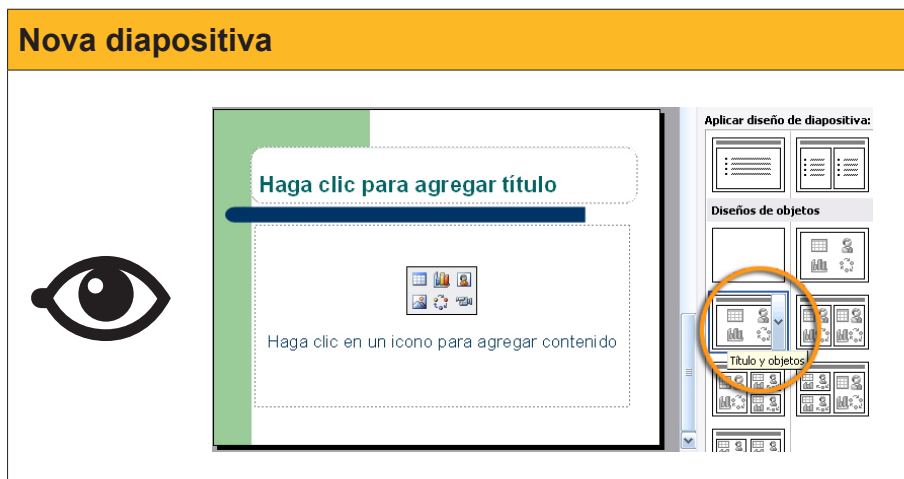 Nova diapositiva
Aplicar diseño de diapositiva:
Haga clic para agregar título
Diseños de objetos
Haga clic en un icono para agregar contenido
Título y objetos